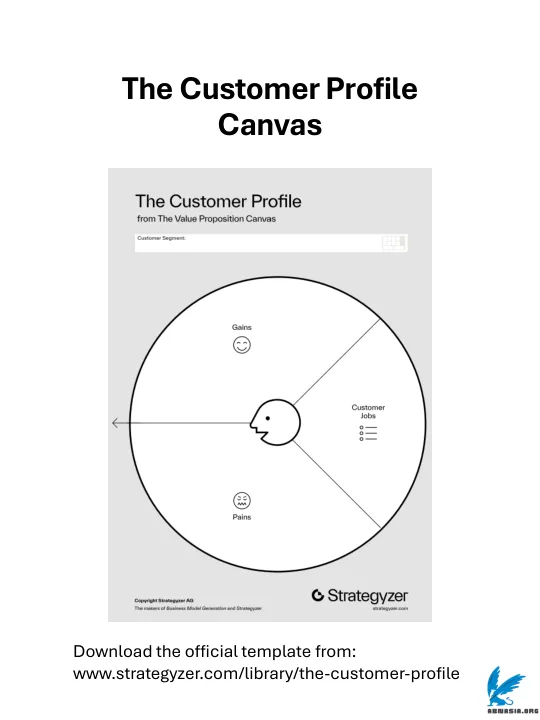 The Customer Profile
Canvas
The Customer Profile
from The Value Proposition Canvas
Customer Segment:
Gains
Customer
Jobs
Pains
Copyright Strategyzer AG
The makers of Business Model Generation and Strategyzer
Strategyzer
strategyzer.com
Download the official template from:
www.strategyzer.com/library/the-customer-profile
ABNASIA.ORG